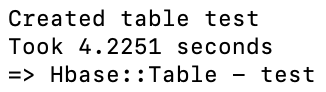 Created table test
Took 4.2251 seconds
=> Hbase::Table - test